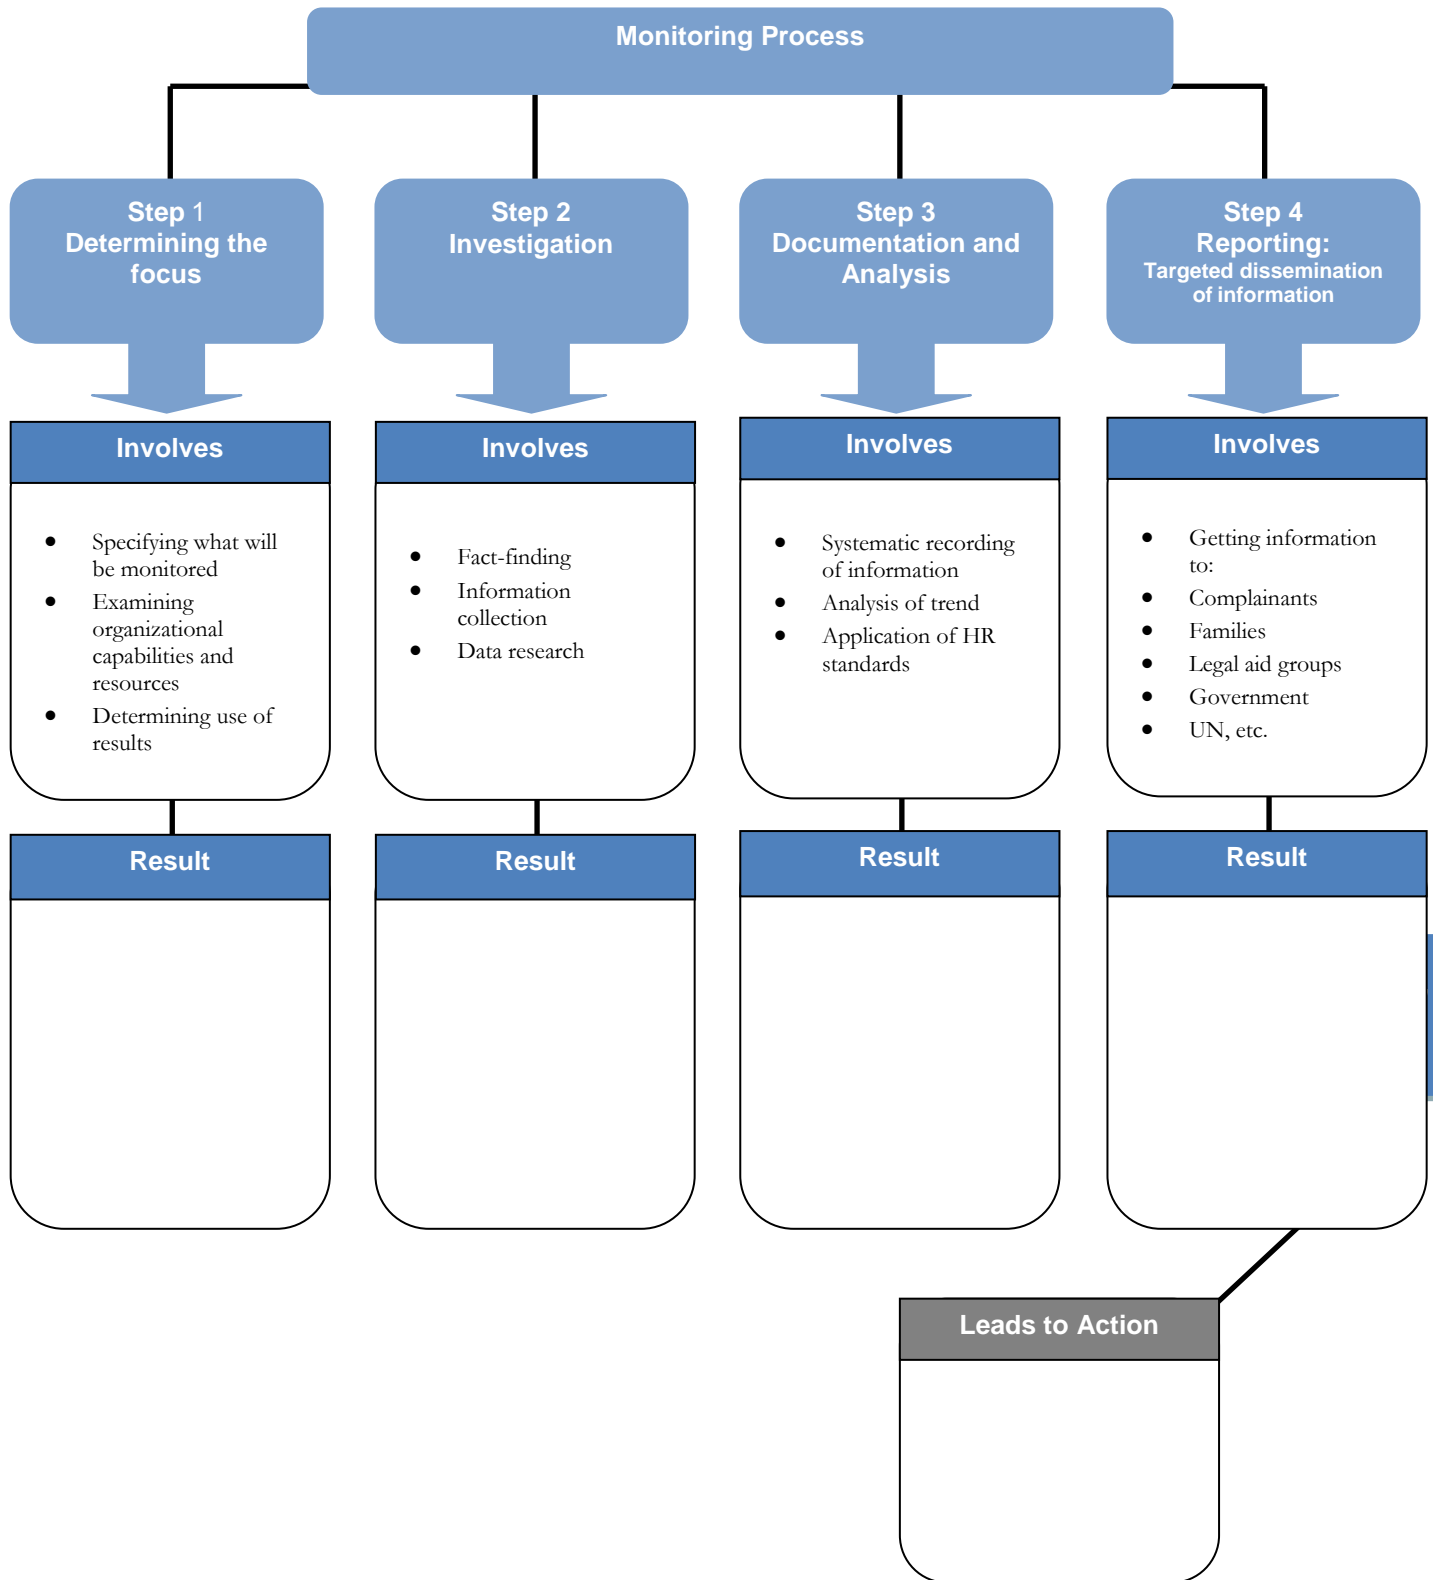 Monitoring Process
Step 1
Determining the
focus
Step 2
Investigation
Step 3
Documentation and
Analysis
Step 4
Reporting:
Targeted dissemination
of information
Involves
• Specifying what will
be monitored
• Examining
organizational
capabilities and
resources
• Determining use of
results
Involves
• Fact-finding
• Information
collection
• Data research
Involves
• Systematic recording
of information
• Analysis of trend
• Application of HR
standards
Involves
• Getting information
to:
• Complainants
• Families
• Legal aid groups
• Government
• UN, etc.
Result
Result
Result
Result
Leads to Action